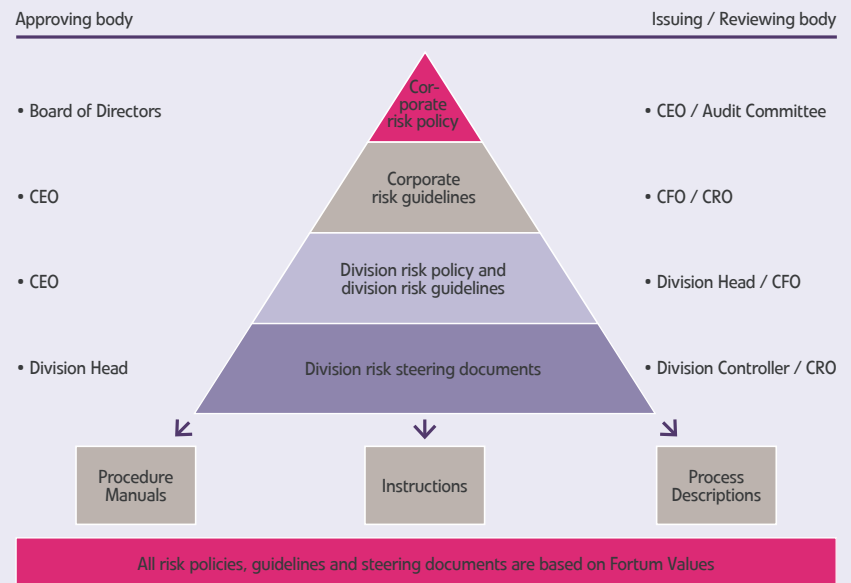 Approving body
Issuing / Reviewing body
• Board of Directors
Cor-
porate
risk policy
• CEO / Audit Committee
• CEO
Corporate
risk guidelines
• CFO / CRO
• CEO
Division risk policy and
division risk guidelines
• Division Head / CFO
• Division Head
Division risk steering documents
• Division Controller / CRO
Procedure
Manuals
Instructions
Process
Descriptions
All risk policies, guidelines and steering documents are based on Fortum Values